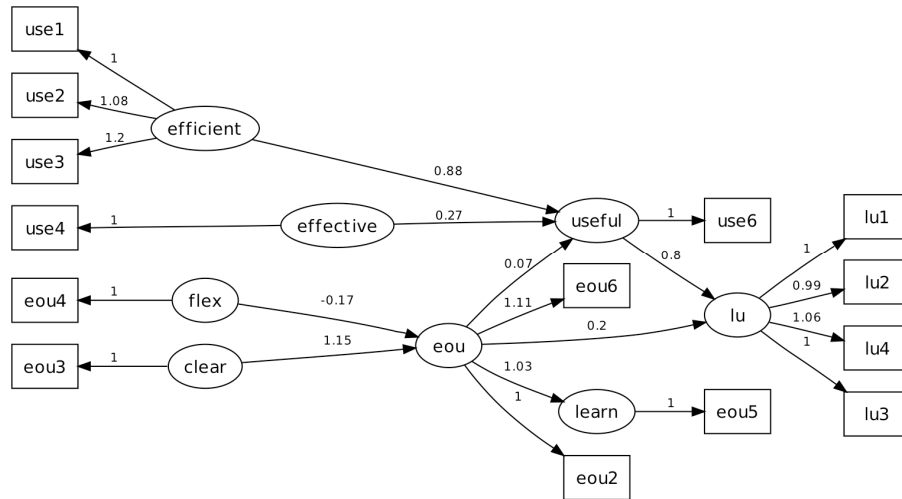 use1
1
use2
1.08
efficient
1.2
use3
0.88
use4
1
effective
0.27
useful
1
use6
lu1
0.07
0.8
1
eou4
1
flex
-0.17
eou6
1.11
0.99
lu2
eou3
1
clear
1.15
eou
0.2
lu
1.06
lu4
1
lu3
1.03
1
learn
1
eou5
eou2